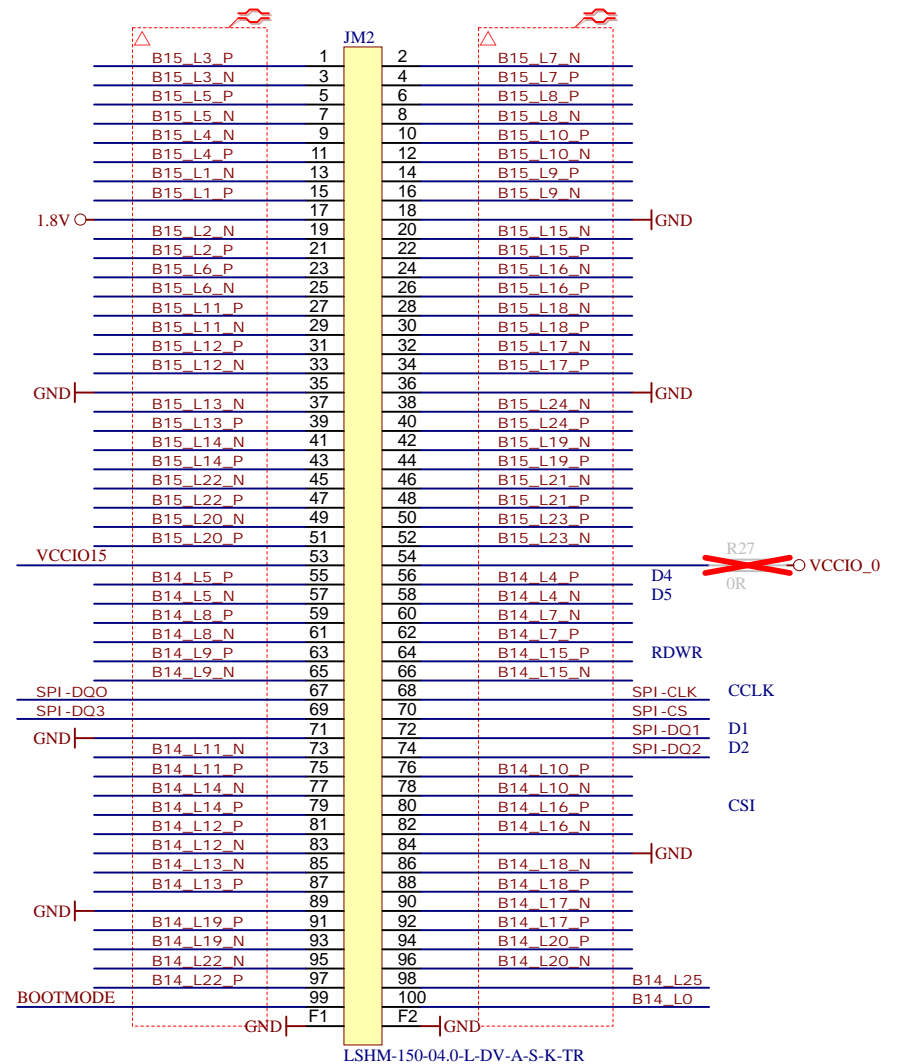 JM2
B15_L3_P 1 2 B15_L7_N
B15_L3_N 3 4 B15_L7_P
B15_L5_P 5 6 B15_L8_P
B15_L5_N 7 8 B15_L8_N
B15_L4_N 9 10 B15_L10_P
B15_L4_P 11 12 B15_L10_N
B15_L1_N 13 14 B15_L9_P
B15_L1_P 15 16 B15_L9_N
1.8V 17 18 GND
B15_L2_N 19 20 B15_L15_N
B15_L2_P 21 22 B15_L15_P
B15_L6_P 23 24 B15_L16_N
B15_L6_N 25 26 B15_L16_P
B15_L11_P 27 28 B15_L18_N
B15_L11_N 29 30 B15_L18_P
B15_L12_P 31 32 B15_L17_N
B15_L12_N 33 34 B15_L17_P
GND 35 36 GND
B15_L13_N 37 38 B15_L24_N
B15_L13_P 39 40 B15_L24_P
B15_L14_N 41 42 B15_L19_N
B15_L14_P 43 44 B15_L19_P
B15_L22_N 45 46 B15_L21_N
B15_L22_P 47 48 B15_L21_P
B15_L20_N 49 50 B15_L23_P
B15_L20_P 51 52 B15_L23_N
R27
VCCIO15 53 54 VCCIO_0
0R
B14_L5_P 55 56 B14_L4_P D4
B14_L5_N 57 58 B14_L4_N D5
B14_L8_P 59 60 B14_L7_N
B14_L8_N 61 62 B14_L7_P
B14_L9_P 63 64 B14_L15_P RDWR
B14_L9_N 65 66 B14_L15_N
SPI-DQ0 67 68 SPI-CLK CCLK
SPI-DQ3 69 70 SPI-CS
GND 71 72 SPI-DQ1 D1
B14_L11_N 73 74 SPI-DQ2 D2
B14_L11_P 75 76 B14_L10_P
B14_L14_N 77 78 B14_L10_N
B14_L14_P 79 80 B14_L16_P CSI
B14_L12_P 81 82 B14_L16_N
B14_L12_N 83 84 GND
B14_L13_N 85 86 B14_L18_N
B14_L13_P 87 88 B14_L18_P
GND 89 90 B14_L17_N
B14_L19_P 91 92 B14_L17_P
B14_L19_N 93 94 B14_L20_P
B14_L22_N 95 96 B14_L20_N
B14_L22_P 97 98 B14_L25
BOOTMODE 99 100 B14_L0
GND F1 F2 GND
LSHM-150-04.0-L-DV-A-S-K-TR